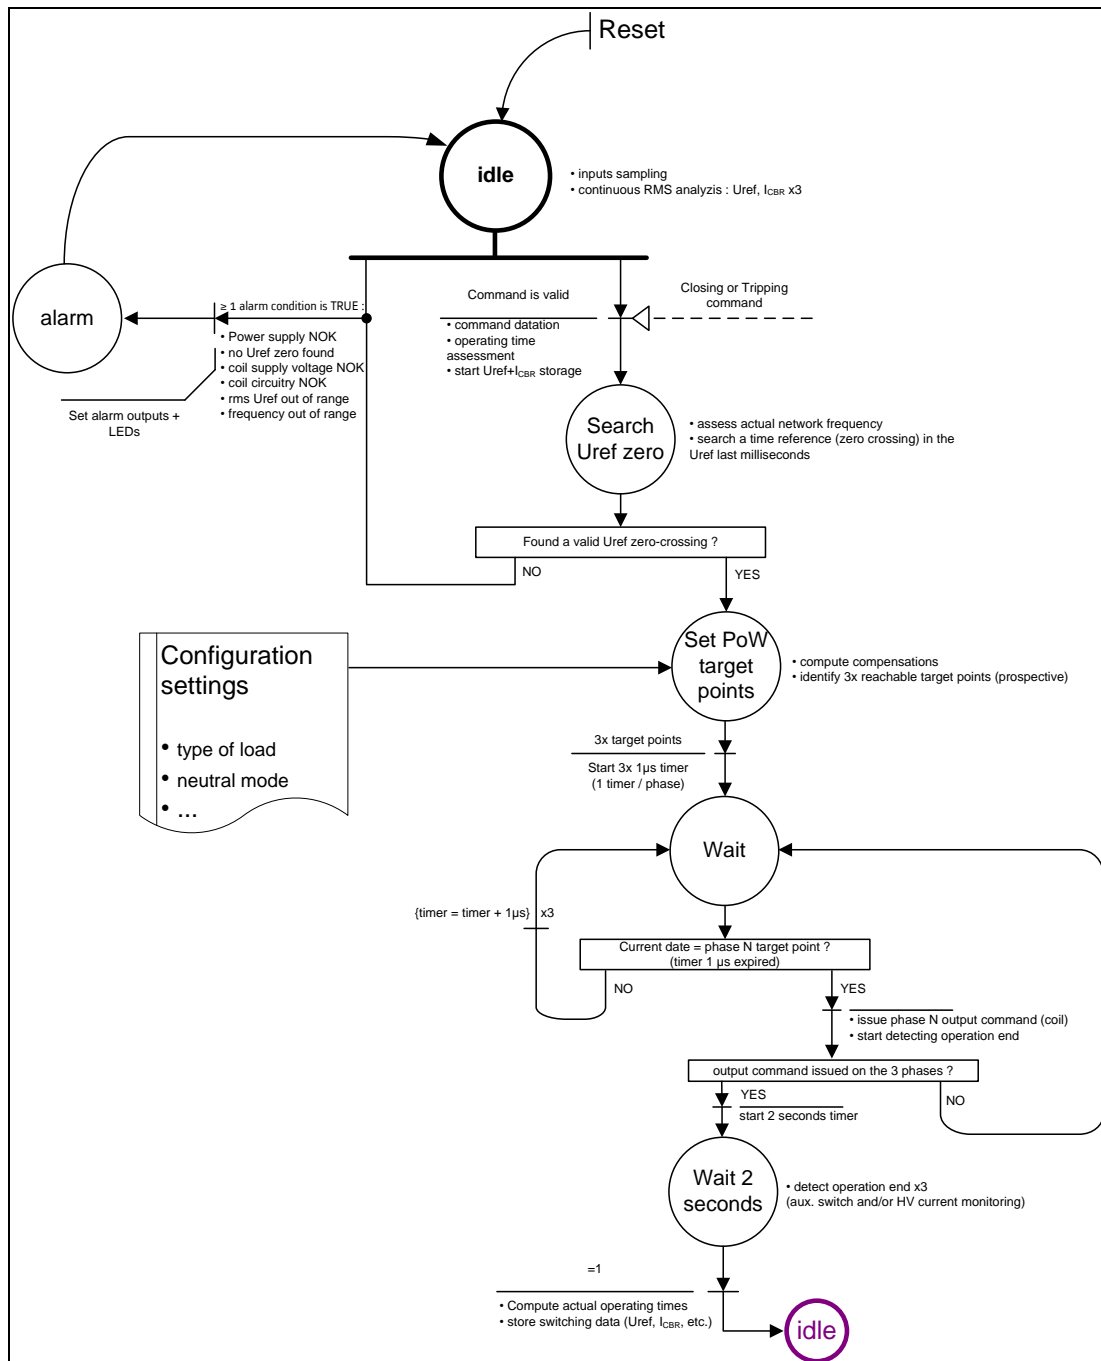 Reset
idle
• inputs sampling
• continuous RMS analyzis : Uref, ICBR x3
alarm
≥ 1 alarm condition is TRUE :
• Power supply NOK
• no Uref zero found
• coil supply voltage NOK
• coil circuitry NOK
• rms Uref out of range
• frequency out of range
Set alarm outputs +
LEDs
Command is valid
• command datation
• operating time
assessment
• start Uref+ICBR storage
Closing or Tripping
command
Search
Uref zero
• assess actual network frequency
• search a time reference (zero crossing) in the
Uref last milliseconds
Found a valid Uref zero-crossing ?
NO
YES
Configuration
settings
• type of load
• neutral mode
• ...
Set PoW
target
points
• compute compensations
• identify 3x reachable target points (prospective)
3x target points
Start 3x 1µs timer
(1 timer / phase)
Wait
{timer = timer + 1µs} x3
Current date = phase N target point ?
(timer 1 µs expired)
NO
YES
• issue phase N output command (coil)
• start detecting operation end
output command issued on the 3 phases ?
YES
NO
start 2 seconds timer
Wait 2
seconds
• detect operation end x3
(aux. switch and/or HV current monitoring)
=1
• Compute actual operating times
• store switching data (Uref, ICBR, etc.)
idle